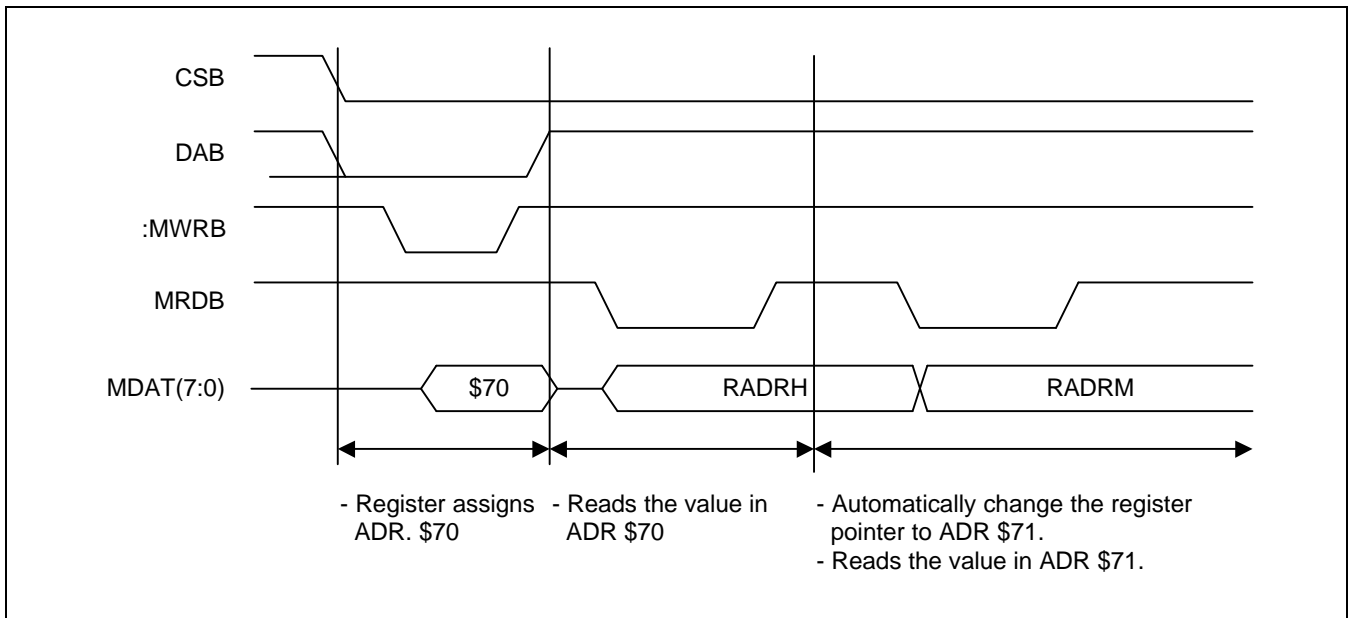 CSB
DAB
:MWRB
MRDB
MDAT(7:0)
$70
RADRH
RADRM
- Register assigns
ADR. $70
- Reads the value in
ADR $70
- Automatically change the register
pointer to ADR $71.
- Reads the value in ADR $71.